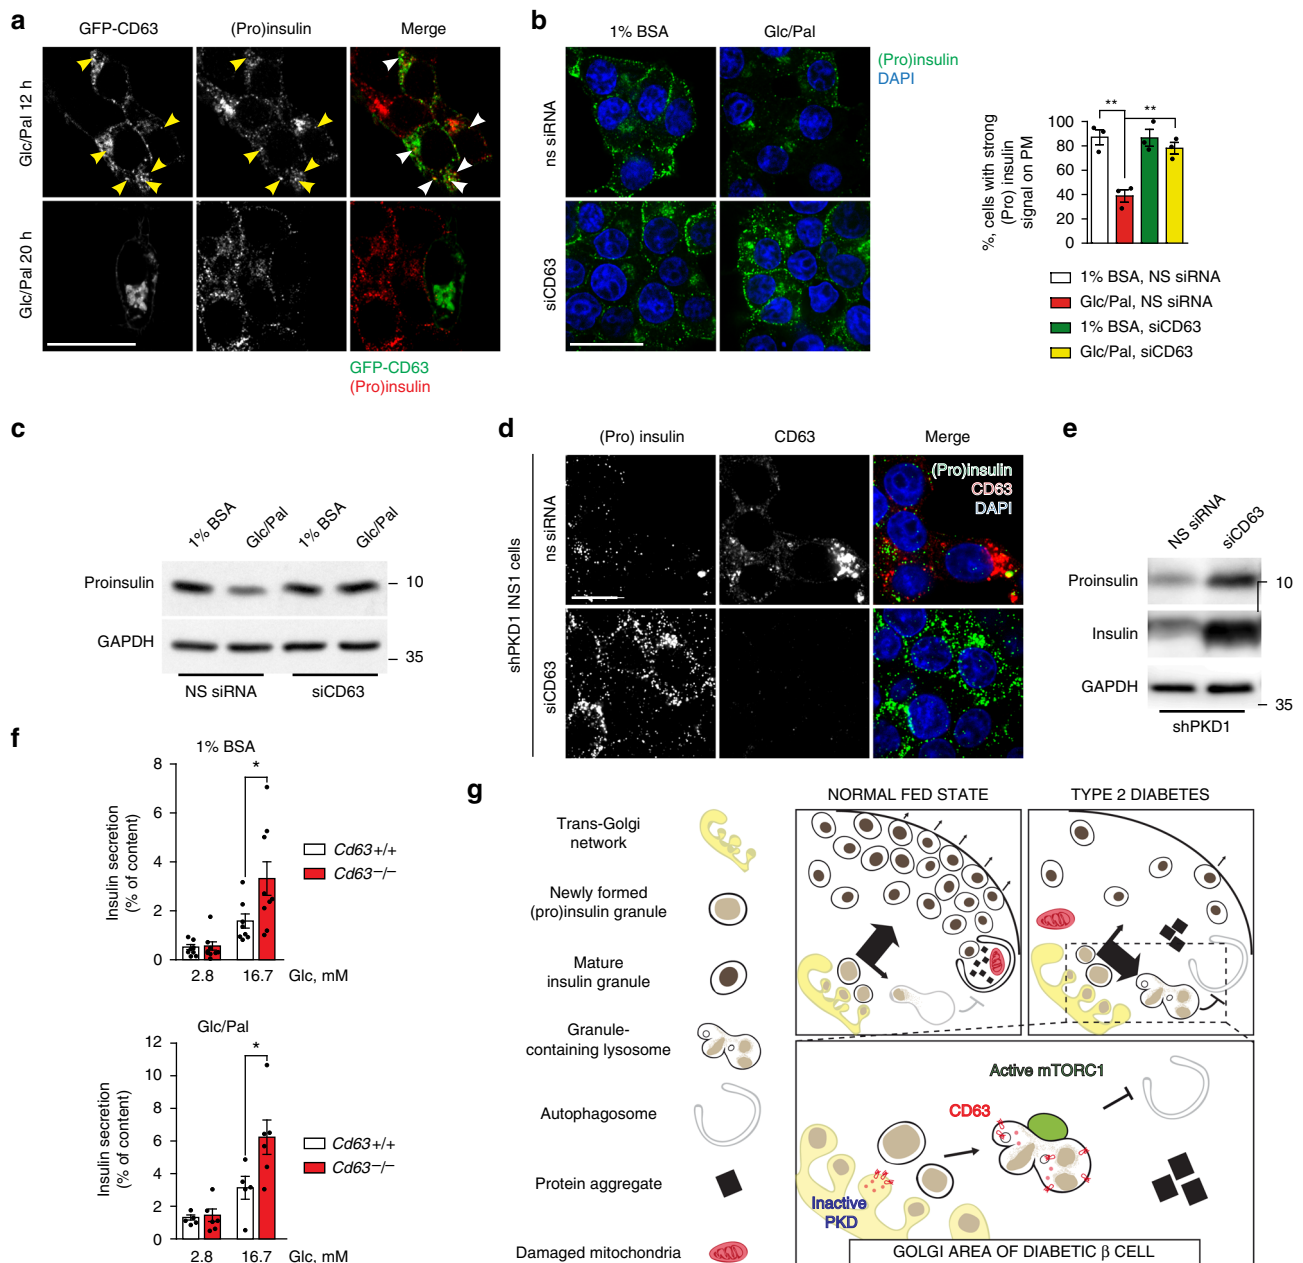 a
GFP-CD63
(Pro)insulin
Merge
Glc/Pal 12 h
Glc/Pal 20 h
GFP-CD63
(Pro)insulin
b
1% BSA
Glc/Pal
(Pro)insulin
DAPI
ns siRNA
siCD63
%, cells with strong
(Pro) insulin
signal on PM
100
80
60
40
20
0
**
**
1% BSA, NS siRNA
Glc/Pal, NS siRNA
1% BSA, siCD63
Glc/Pal, siCD63
c
1% BSA
Glc/Pal
1% BSA
Glc/Pal
Proinsulin
10
GAPDH
35
NS siRNA
siCD63
d
(Pro) insulin
CD63
Merge
shPKD1 INS1 cells
ns siRNA
siCD63
(Pro)insulin
CD63
DAPI
e
NS siRNA
siCD63
Proinsulin
10
Insulin
GAPDH
35
shPKD1
f
1% BSA
Insulin secretion
(% of content)
8
6
4
2
0
*
2.8
16.7
Glc, mM
Cd63+/+
Cd63−/−
Glc/Pal
Insulin secretion
(% of content)
12
10
8
6
4
2
0
*
2.8
16.7
Glc, mM
Cd63+/+
Cd63−/−
g
Trans-Golgi
network
Newly formed
(pro)insulin granule
Mature
insulin granule
Granule-
containing lysosome
Autophagosome
Protein aggregate
Damaged mitochondria
NORMAL FED STATE
TYPE 2 DIABETES
Active mTORC1
CD63
Inactive
PKD
GOLGI AREA OF DIABETIC β CELL